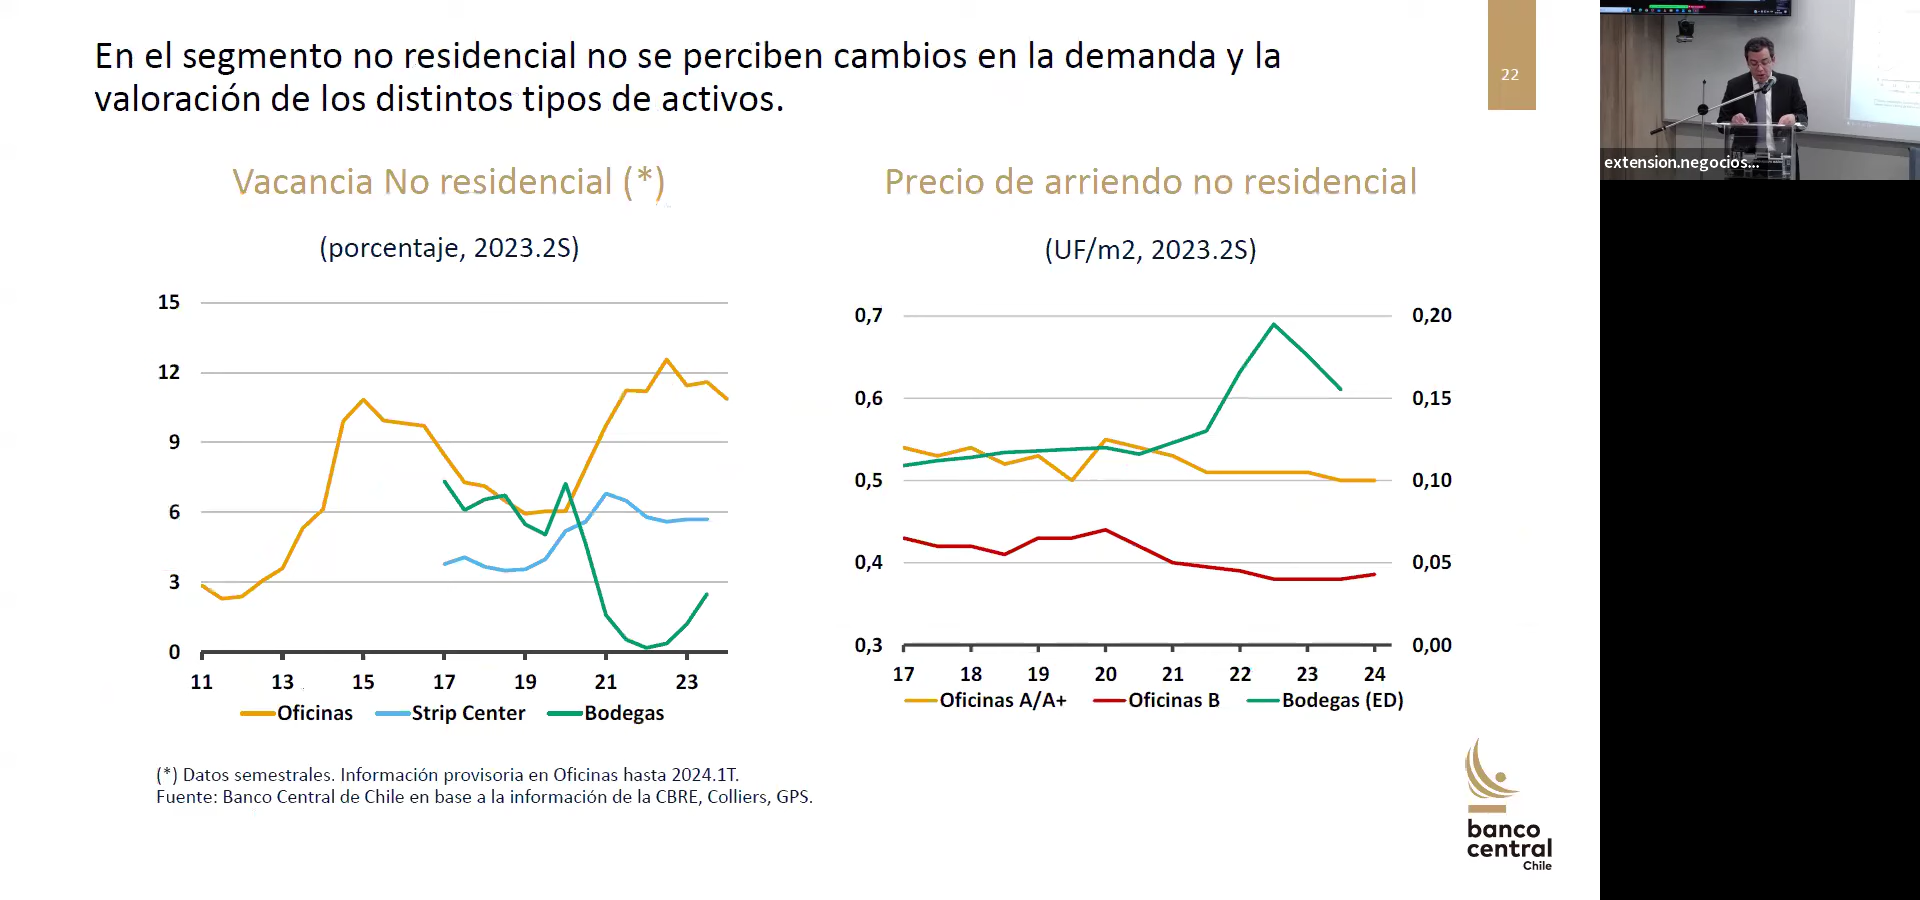 En el segmento no residencial no se perciben cambios en la demanda y la
valoración de los distintos tipos de activos.
22
Vacancia No residencial (*)
(porcentaje, 2023.2S)
15
12
9
6
3
0
11 13 15 17 19 21 23
Oficinas Strip Center Bodegas
Precio de arriendo no residencial
(UF/m2, 2023.2S)
0,7 0,20
0,6 0,15
0,5 0,10
0,4 0,05
0,3 0,00
17 18 19 20 21 22 23 24
Oficinas A/A+ Oficinas B Bodegas (ED)
(*) Datos semestrales. Información provisoria en Oficinas hasta 2024.1T.
Fuente: Banco Central de Chile en base a la información de la CBRE, Colliers, GPS.
banco
central
Chile
extension.negocios...